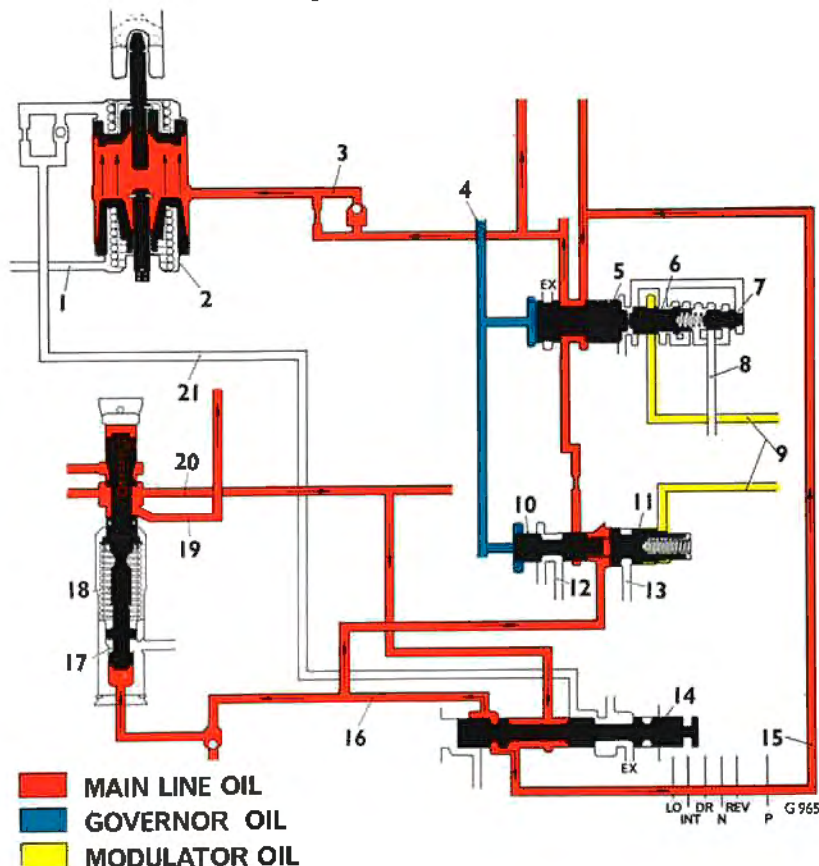 3
4
1
2
EX
5
6
7
8
21
9
20
19
10
11
12
13
18
17
16
14
EX
15
LO
INT
DR
N
REV
P
G 965
MAIN LINE OIL
GOVERNOR OIL
MODULATOR OIL